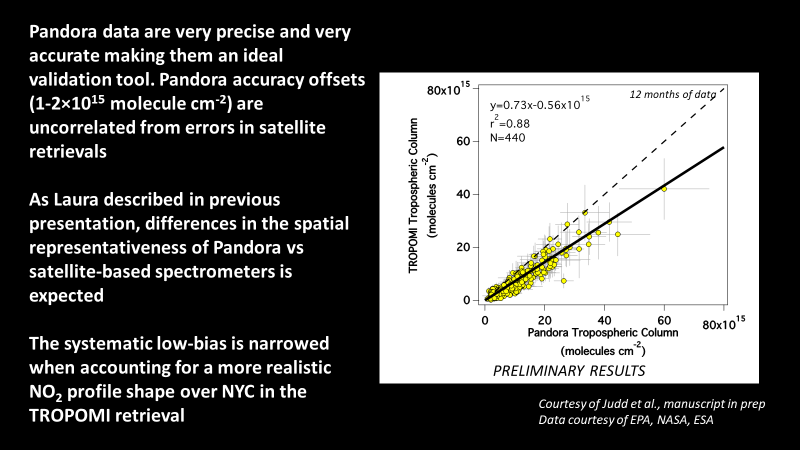 Pandora data are very precise and very
accurate making them an ideal
validation tool. Pandora accuracy offsets
(1-2×10¹⁵ molecule cm⁻²) are
uncorrelated from errors in satellite
retrievals
As Laura described in previous
presentation, differences in the spatial
representativeness of Pandora vs
satellite-based spectrometers is
expected
The systematic low-bias is narrowed
when accounting for a more realistic
NO₂ profile shape over NYC in the
TROPOMI retrieval
80x10¹⁵
60
40
20
0
TROPOMI Tropospheric Column
(molecules cm⁻²)
y=0.73x-0.56x10¹⁵
r²=0.88
N=440
12 months of data
0 20 40 60 80x10¹⁵
Pandora Tropospheric Column
(molecules cm⁻²)
PRELIMINARY RESULTS
Courtesy of Judd et al., manuscript in prep
Data courtesy of EPA, NASA, ESA